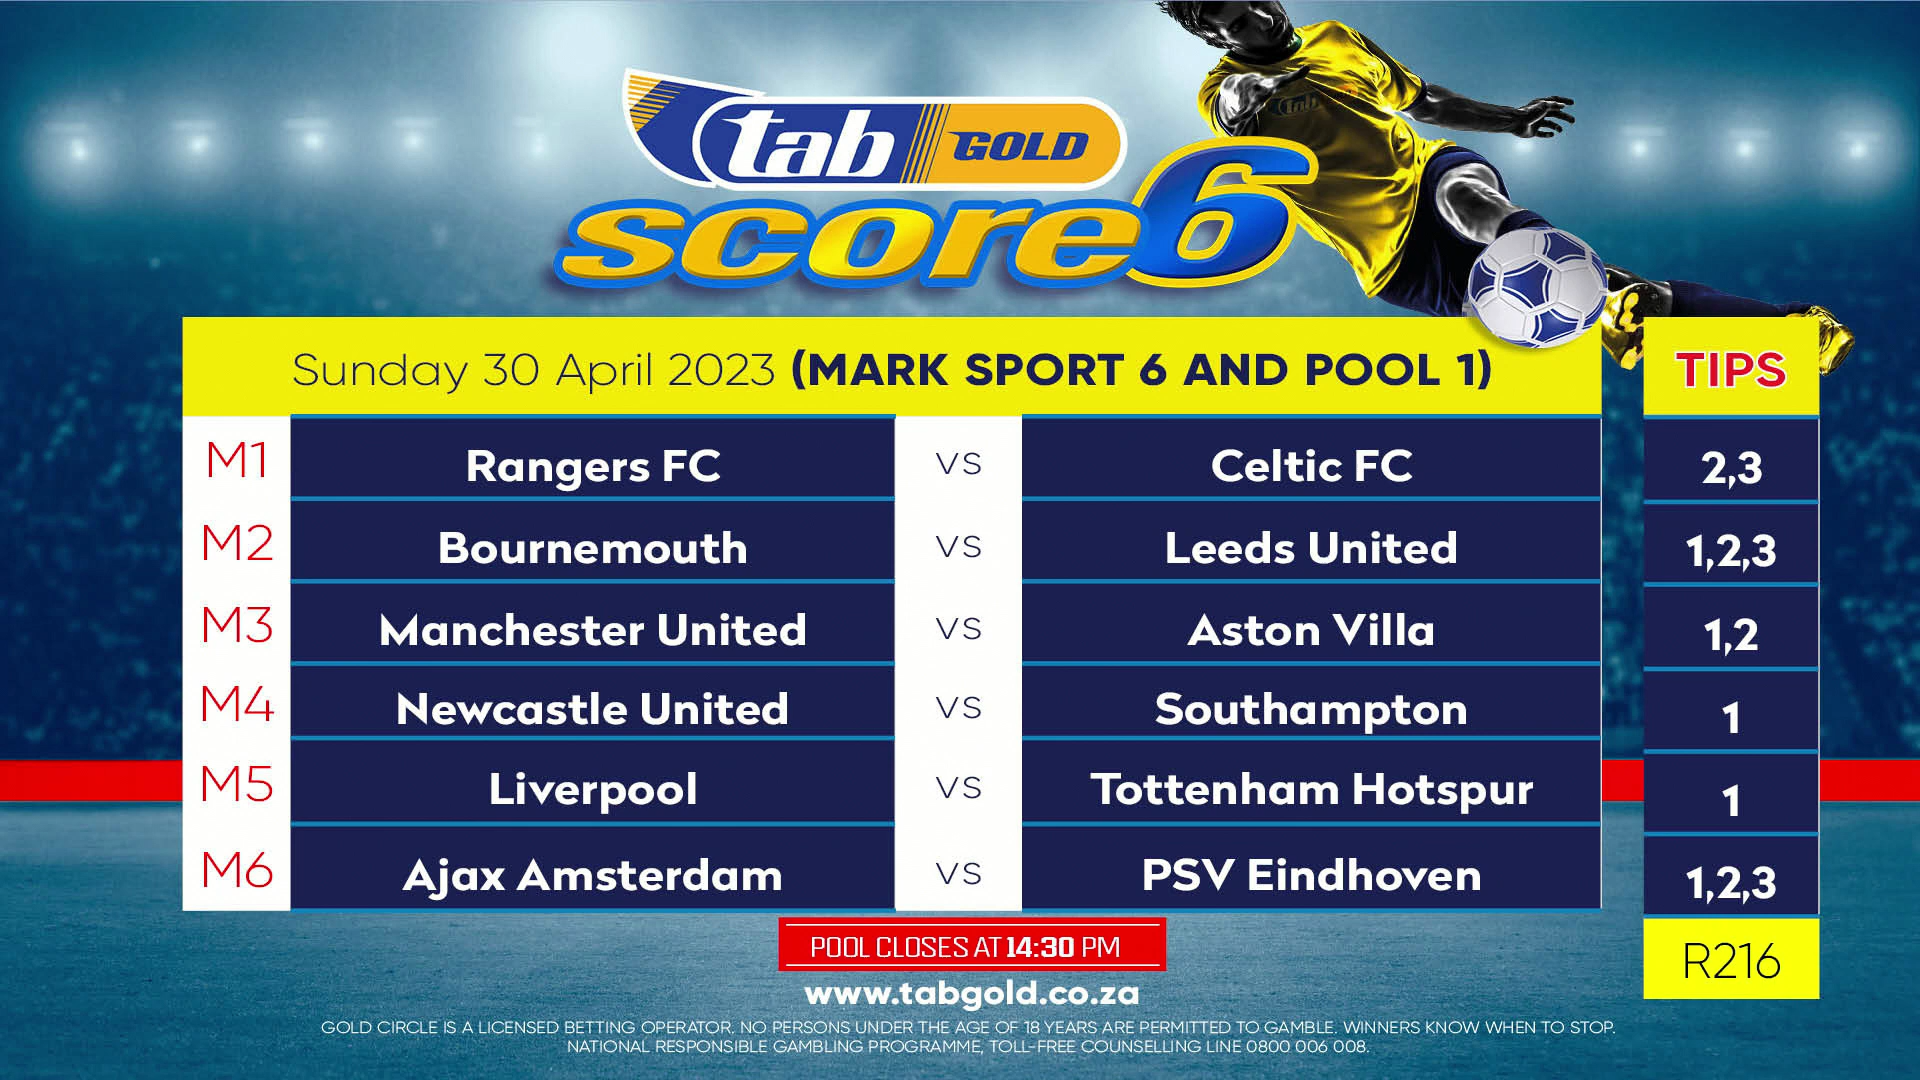 tab GOLD
score6
Sunday 30 April 2023 (MARK SPORT 6 AND POOL 1) TIPS
M1 Rangers FC VS Celtic FC 2,3
M2 Bournemouth VS Leeds United 1,2,3
M3 Manchester United VS Aston Villa 1,2
M4 Newcastle United VS Southampton 1
M5 Liverpool VS Tottenham Hotspur 1
M6 Ajax Amsterdam VS PSV Eindhoven 1,2,3
POOL CLOSES AT 14:30 PM
R216
www.tabgold.co.za
GOLD CIRCLE IS A LICENSED BETTING OPERATOR. NO PERSONS UNDER THE AGE OF 18 YEARS ARE PERMITTED TO GAMBLE. WINNERS KNOW WHEN TO STOP.
NATIONAL RESPONSIBLE GAMBLING PROGRAMME, TOLL-FREE COUNSELLING LINE 0800 006 008.